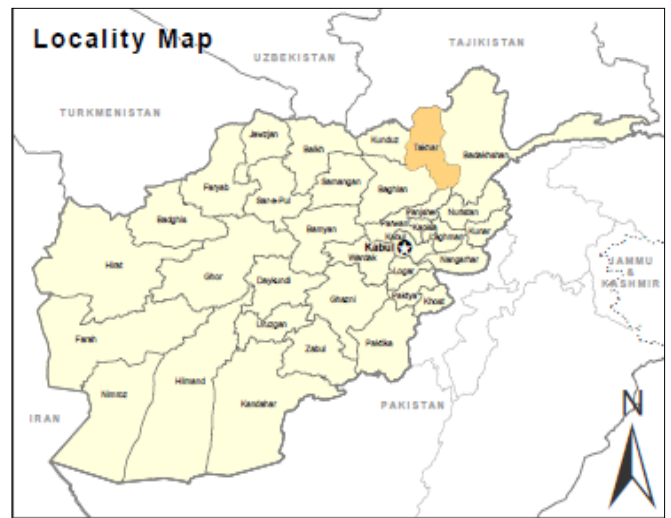 Locality Map
UZBEKISTAN
TAJIKISTAN
TURKMENISTAN
Jawzjan
Balkh
Kunduz
Takhar
Badakhshan
Faryab
Samangan
Baghlan
Sar-e-Pul
Badghis
Panjsher
Nuristan
Bamyan
Parwan
Kapisa
Kunar
Kabul
Laghman
Kabul
Hirat
Wardak
Nangarhar
Ghor
Logar
JAMMU
&
KASHMIR
Daykundi
Ghazni
Paktya
Khost
Uruzgan
Farah
Zabul
Paktika
Nimroz
Hilmand
Kandahar
IRAN
PAKISTAN
N